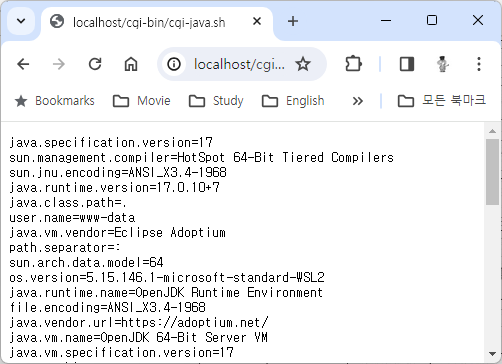 localhost/cgi-bin/cgi-java.sh
localhost/cgi...
Bookmarks Movie Study English 모든 북마크
java.specification.version=17
sun.management.compiler=HotSpot 64-Bit Tiered Compilers
sun.jnu.encoding=ANSI_X3.4-1968
java.runtime.version=17.0.10+7
java.class.path=.
user.name=www-data
java.vm.vendor=Eclipse Adoptium
path.separator=:
sun.arch.data.model=64
os.version=5.15.146.1-microsoft-standard-WSL2
java.runtime.name=OpenJDK Runtime Environment
file.encoding=ANSI_X3.4-1968
java.vendor.url=https://adoptium.net/
java.vm.name=OpenJDK 64-Bit Server VM
java.vm.specification.version=17